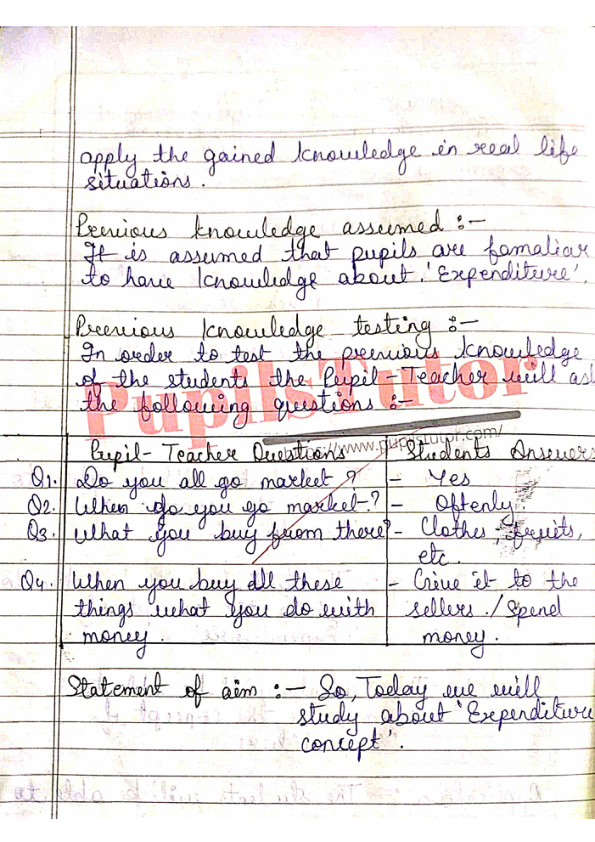 apply the gained knowledge in real life
situations.
Previous knowledge assumed :-
It is assumed that pupils are famaliar
to have knowledge about 'Expenditure'.
Previous knowledge testing :-
In order to test the previous knowledge
of the students the Pupil-Teacher will ask
the following questions :-
PupilsTutor
https://www.pupilstutor.com/
Pupil-Teacher Questions Students Answers
Q1. Do you all go market ? - Yes
Q2. When do you go market-? - Oftenly
Q3. What you buy from there? - Clothes, fruits,
etc.
Q4. When you buy all these - Give it to the
things what you do with sellers./Spend
money. money.
Statement of aim :- So, Today we will
study about 'Expenditure
concept'.